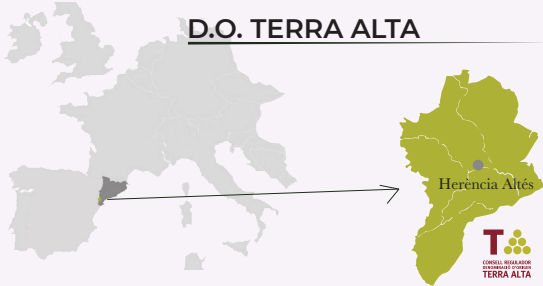 D.O. TERRA ALTA
Herència Altés
CONSELL REGULADOR
DENOMINACIÓ D'ORIGEN
TERRA ALTA